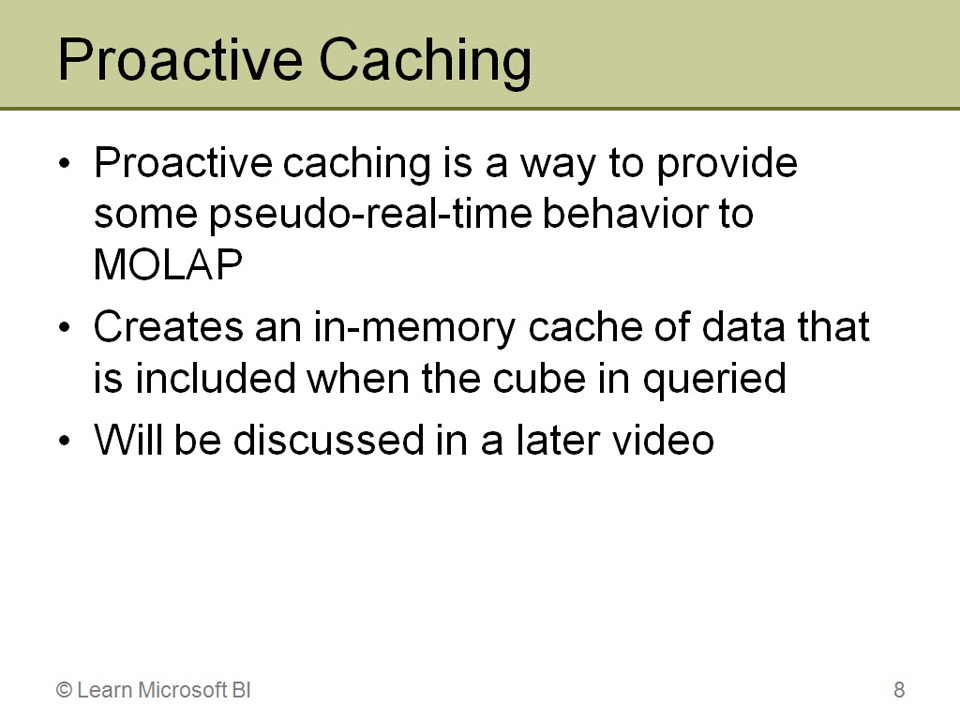 Proactive Caching
• Proactive caching is a way to provide
some pseudo-real-time behavior to
MOLAP
• Creates an in-memory cache of data that
is included when the cube in queried
• Will be discussed in a later video
© Learn Microsoft BI
8